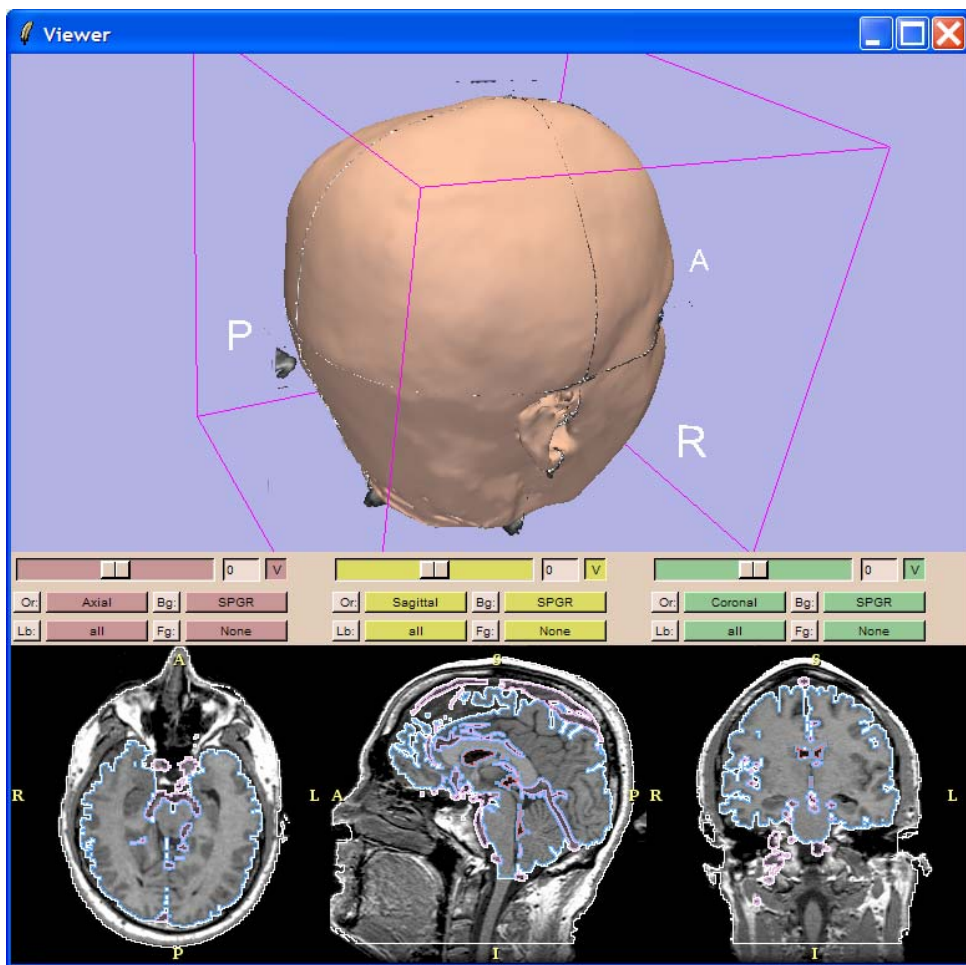 Viewer
A
P
R
0 V 0 V 0 V
Or: Axial Bg: SPGR Or: Sagittal Bg: SPGR Or: Coronal Bg: SPGR
Lb: all Fg: None Lb: all Fg: None Lb: all Fg: None
A S S
R L A P R L
P I I